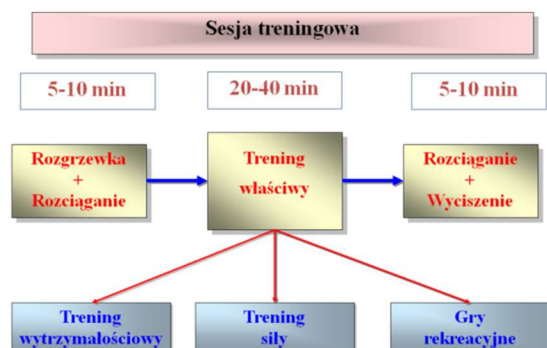 Sesja treningowa
5-10 min
20-40 min
5-10 min
Rozgrzewka
+
Rozciąganie
Trening
właściwy
Rozciąganie
+
Wyciszenie
Trening
wytrzymałościowy
Trening
siły
Gry
rekreacyjne